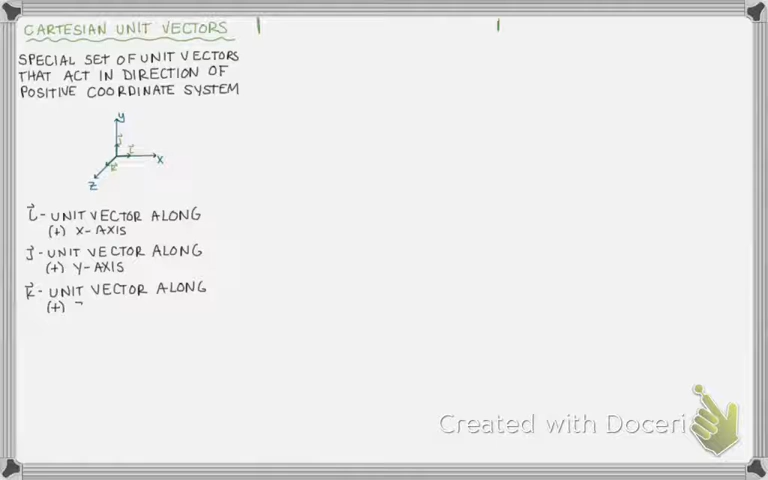 CARTESIAN UNIT VECTORS
SPECIAL SET OF UNIT VECTORS
THAT ACT IN DIRECTION OF
POSITIVE COORDINATE SYSTEM
y
j
i
x
k
z
i⃗ - UNIT VECTOR ALONG
(+) X-AXIS
j⃗ - UNIT VECTOR ALONG
(+) Y-AXIS
k⃗ - UNIT VECTOR ALONG
(+)
Created with Doceri